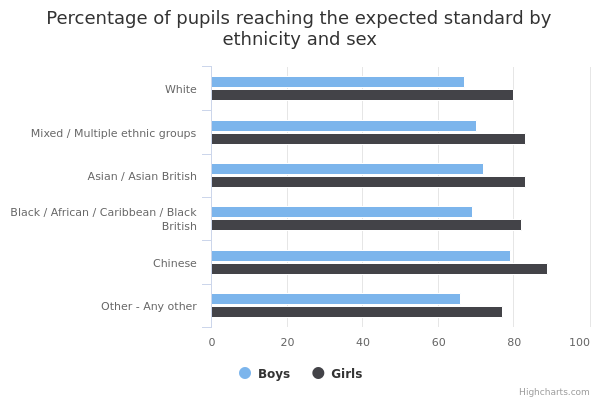 Percentage of pupils reaching the expected standard by
ethnicity and sex
White
Mixed / Multiple ethnic groups
Asian / Asian British
Black / African / Caribbean / Black
British
Chinese
Other - Any other
0 20 40 60 80 100
Boys Girls
Highcharts.com